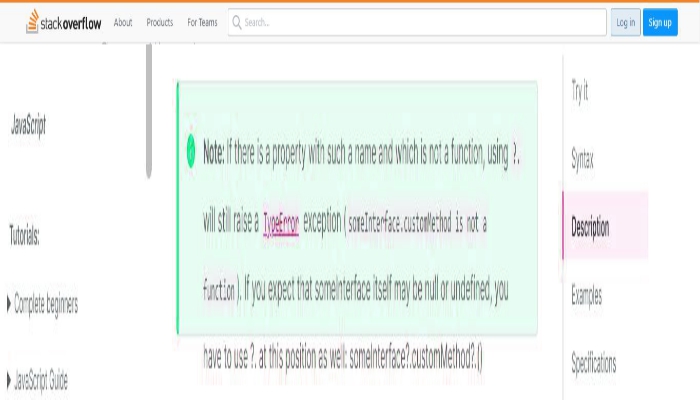 stackoverflow
About
Products
For Teams
Search...
Log in
Sign up
JavaScript
Tutorials:
Complete beginners
JavaScript Guide
Note: If there is a property with such a name and which is not a function, using ?.
will still raise a TypeError exception (someInterface.customMethod is not a
function). If you expect that someInterface itself may be null or undefined, you
have to use ?. at this position as well: someInterface?.customMethod?.()
Try it
Syntax
Description
Examples
Specifications